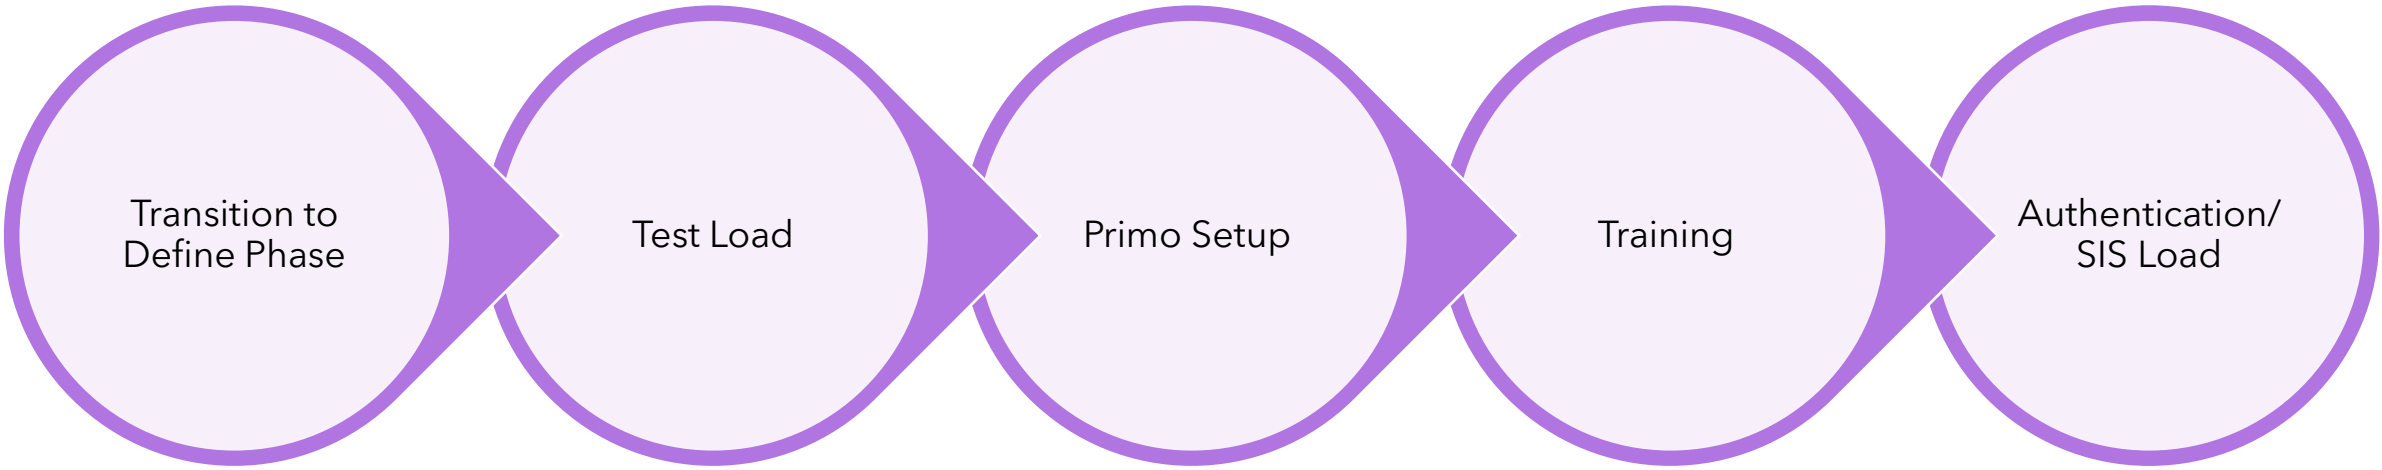 Transition to
Define Phase
Test Load
Primo Setup
Training
Authentication/
SIS Load